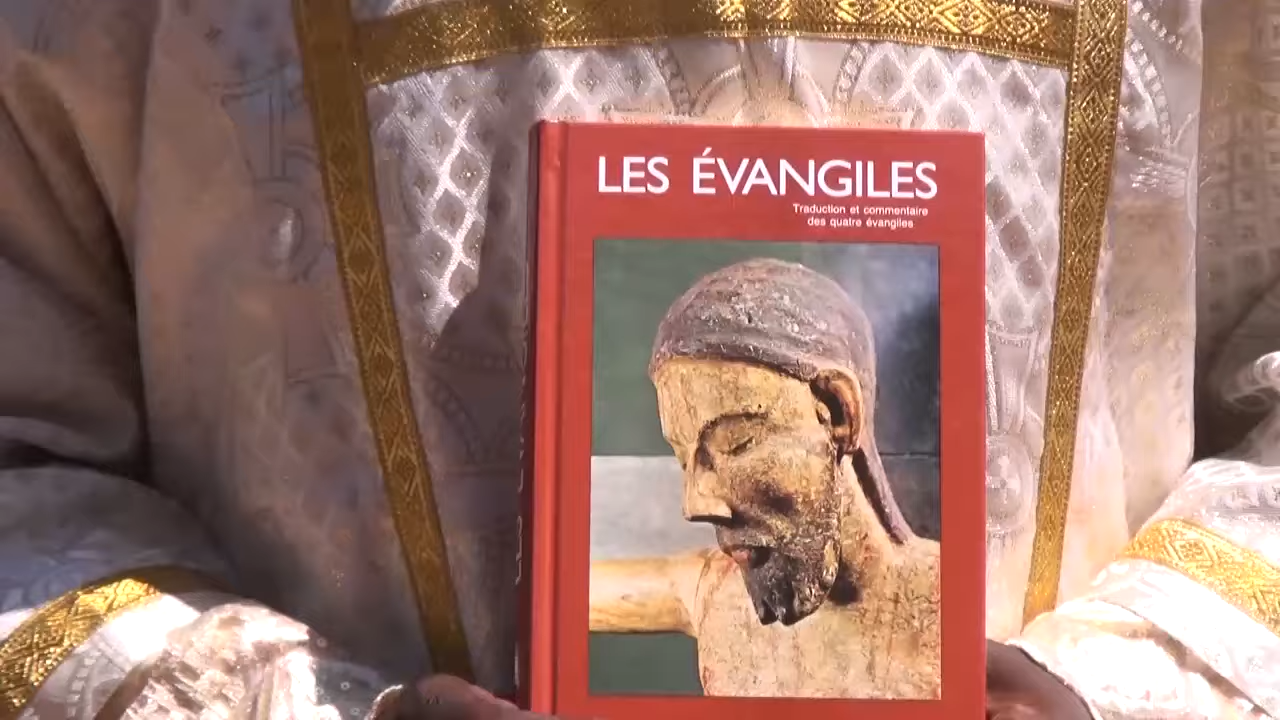 LES ÉVANGILES
Traduction et commentaire
des quatre évangiles